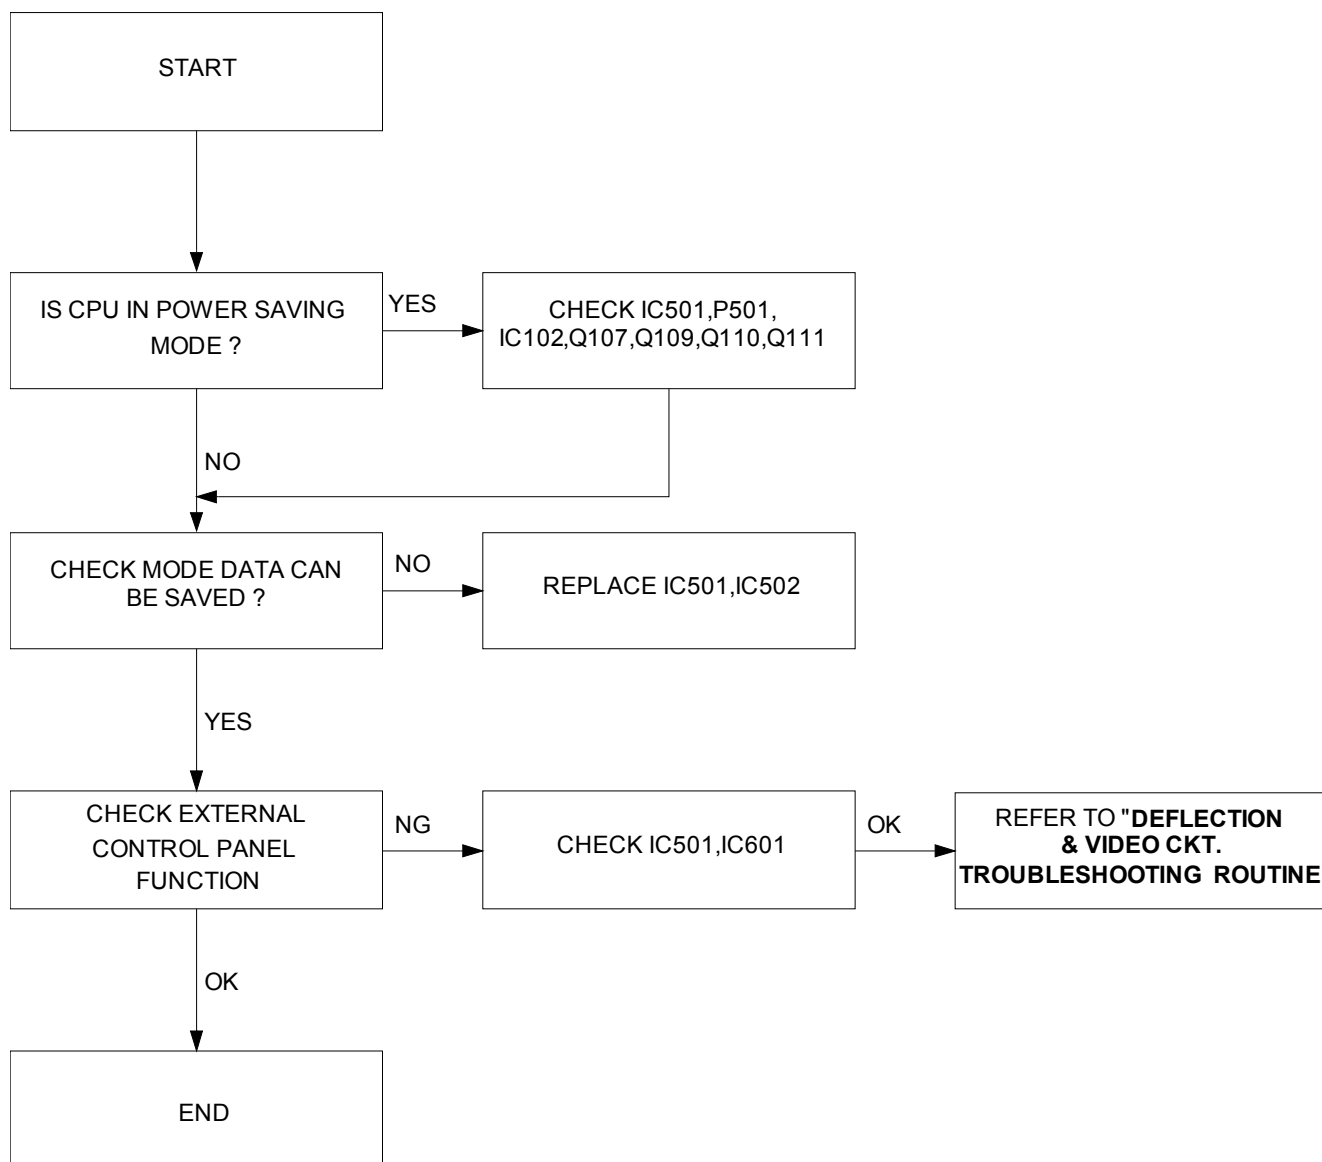 START
IS CPU IN POWER SAVING
MODE ?
YES
CHECK IC501,P501,
IC102,Q107,Q109,Q110,Q111
NO
CHECK MODE DATA CAN
BE SAVED ?
NO
REPLACE IC501,IC502
YES
CHECK EXTERNAL
CONTROL PANEL
FUNCTION
NG
CHECK IC501,IC601
OK
REFER TO "DEFLECTION
& VIDEO CKT.
TROUBLESHOOTING ROUTINE
OK
END